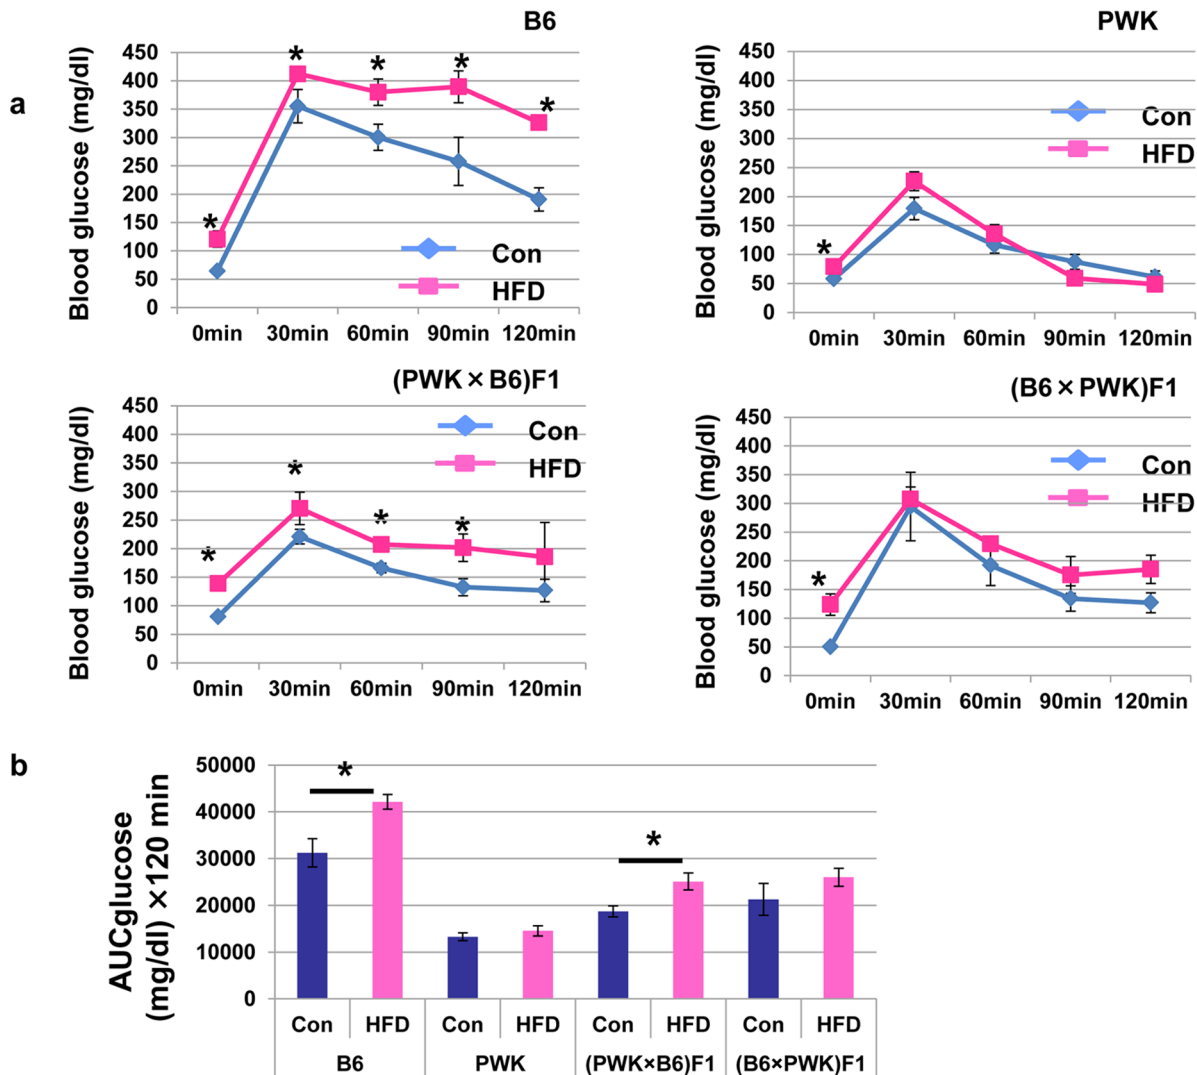 a
B6
Blood glucose (mg/dl)
450
400
350
300
250
200
150
100
50
0
* * * * *
Con
HFD
0min 30min 60min 90min 120min
PWK
Blood glucose (mg/dl)
450
400
350
300
250
200
150
100
50
0
*
Con
HFD
0min 30min 60min 90min 120min
(PWK×B6)F1
Blood glucose (mg/dl)
450
400
350
300
250
200
150
100
50
0
* * * *
Con
HFD
0min 30min 60min 90min 120min
(B6×PWK)F1
Blood glucose (mg/dl)
450
400
350
300
250
200
150
100
50
0
*
Con
HFD
0min 30min 60min 90min 120min
b
AUCglucose
(mg/dl) ×120 min
50000
40000
30000
20000
10000
0
* *
Con HFD Con HFD Con HFD Con HFD
B6 PWK (PWK×B6)F1 (B6×PWK)F1